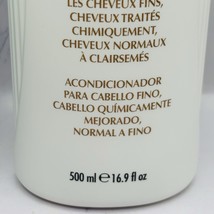 LES CHEVEUX FINS,
CHEVEUX TRAITÉS
CHIMIQUEMENT,
CHEVEUX NORMAUX
À CLAIRSEMÉS
ACONDICIONADOR
PARA CABELLO FINO,
CABELLO QUÍMICAMENTE
MEJORADO,
NORMAL A FINO
500 ml ℮ 16.9 fl oz